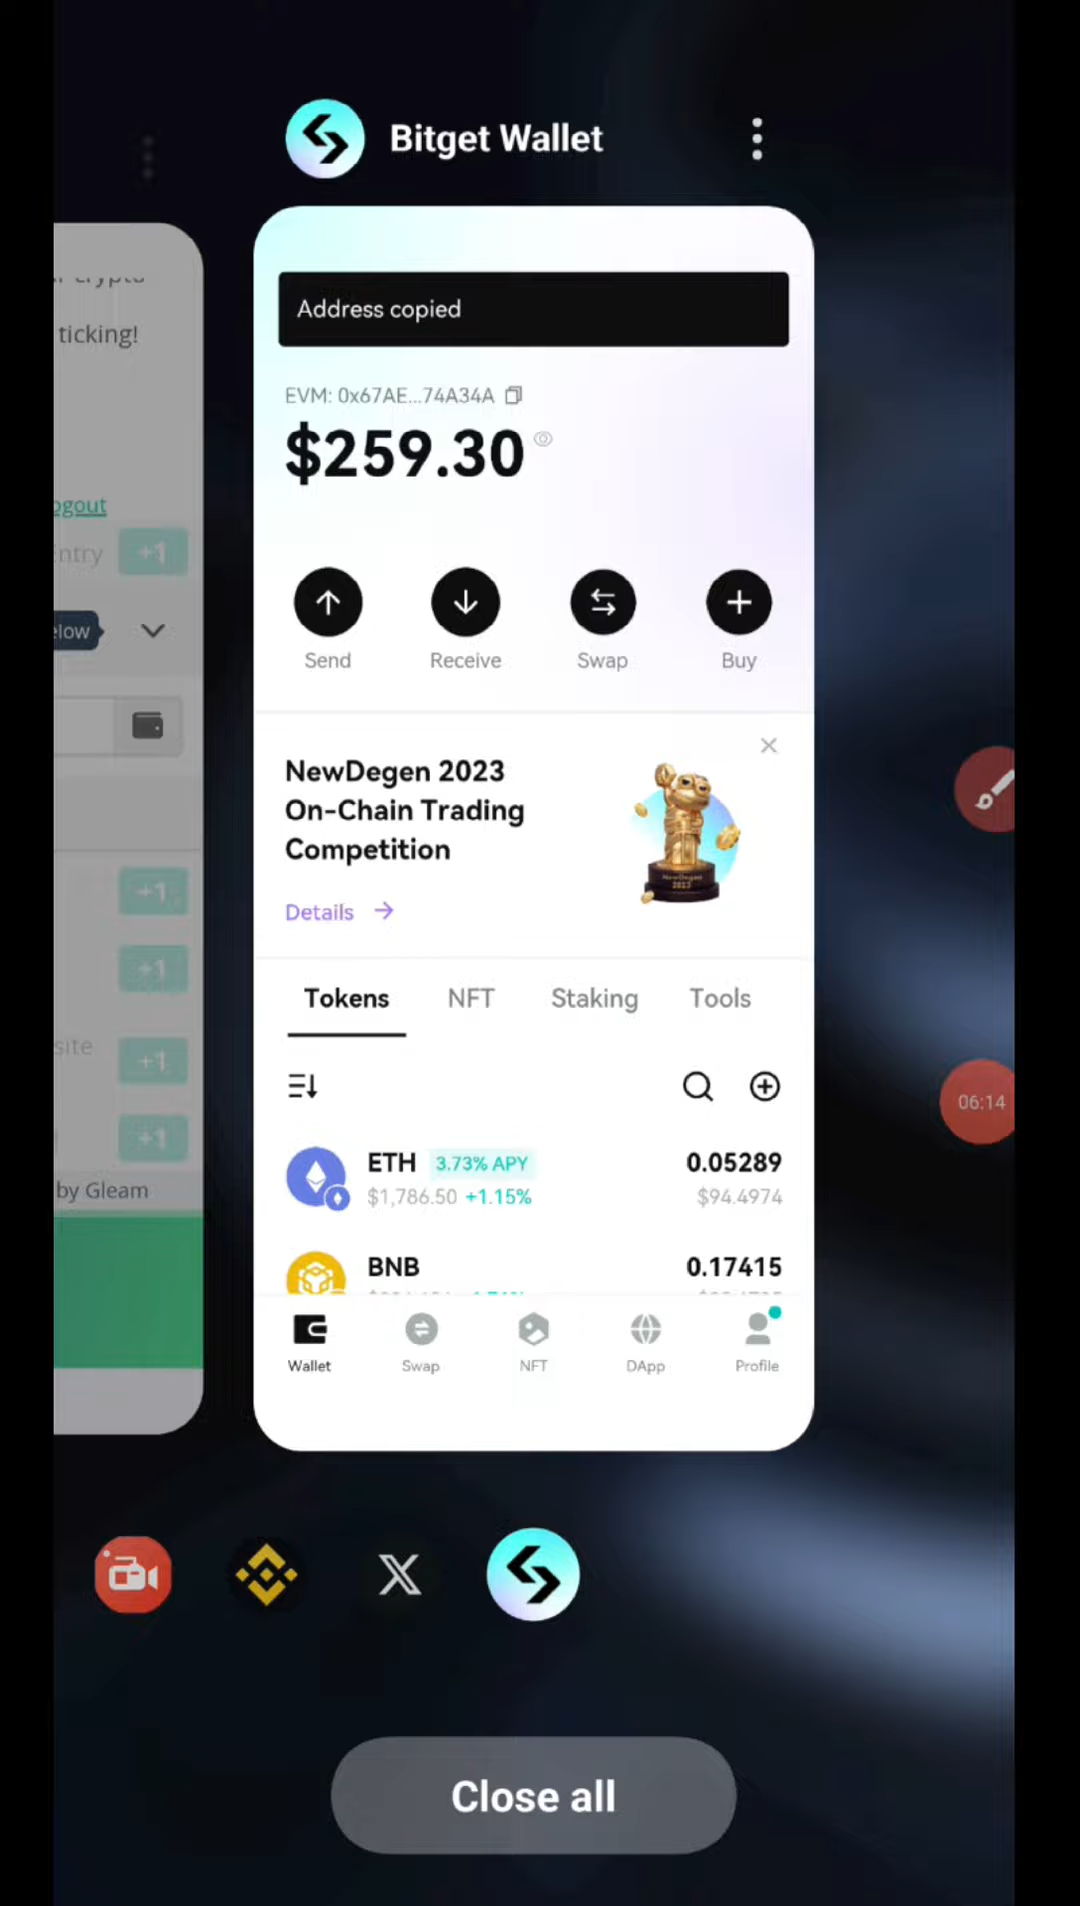 Bitget Wallet
ticking!
Address copied
EVM: 0x67AE...74A34A
$259.30
ogout
ntry
+1
elow
Send
Receive
Swap
Buy
NewDegen 2023
On-Chain Trading
Competition
NewDegen
2023
Details
+1
+1
Tokens
NFT
Staking
Tools
site
+1
06:14
+1
ETH
3.73% APY
0.05289
by Gleam
$1,786.50 +1.15%
$94.4974
BNB
0.17415
Wallet
Swap
NFT
DApp
Profile
Close all